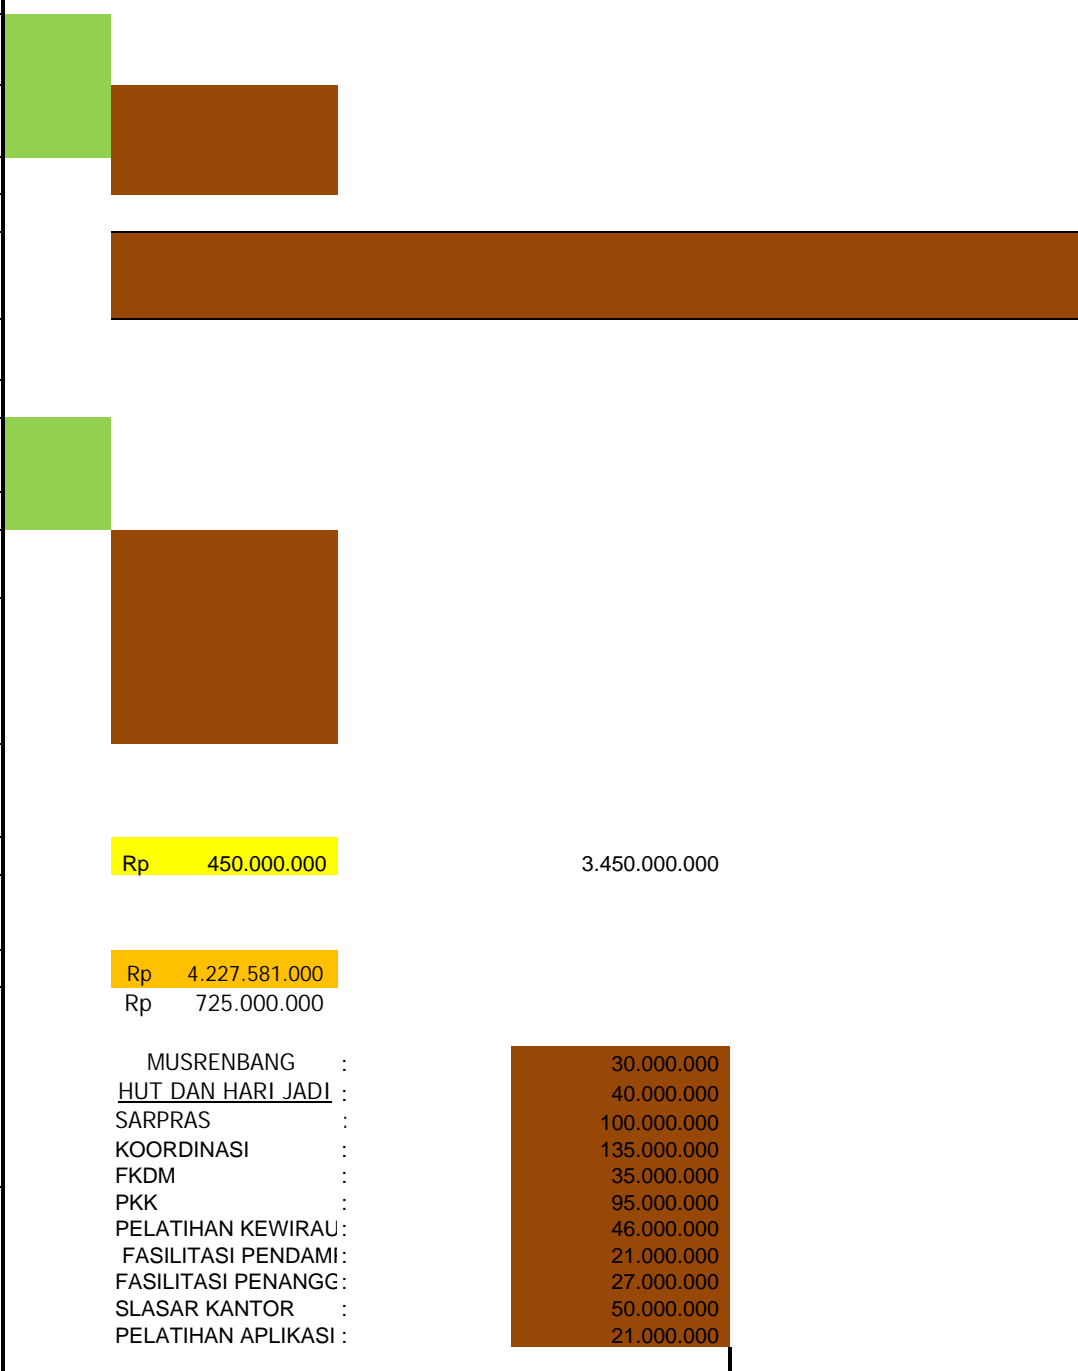 Rp 450.000.000 3.450.000.000
Rp 4.227.581.000
Rp 725.000.000
MUSRENBANG : 30.000.000
HUT DAN HARI JADI : 40.000.000
SARPRAS : 100.000.000
KOORDINASI : 135.000.000
FKDM : 35.000.000
PKK : 95.000.000
PELATIHAN KEWIRAU : 46.000.000
FASILITASI PENDAMI : 21.000.000
FASILITASI PENANGG : 27.000.000
SLASAR KANTOR : 50.000.000
PELATIHAN APLIKASI : 21.000.000